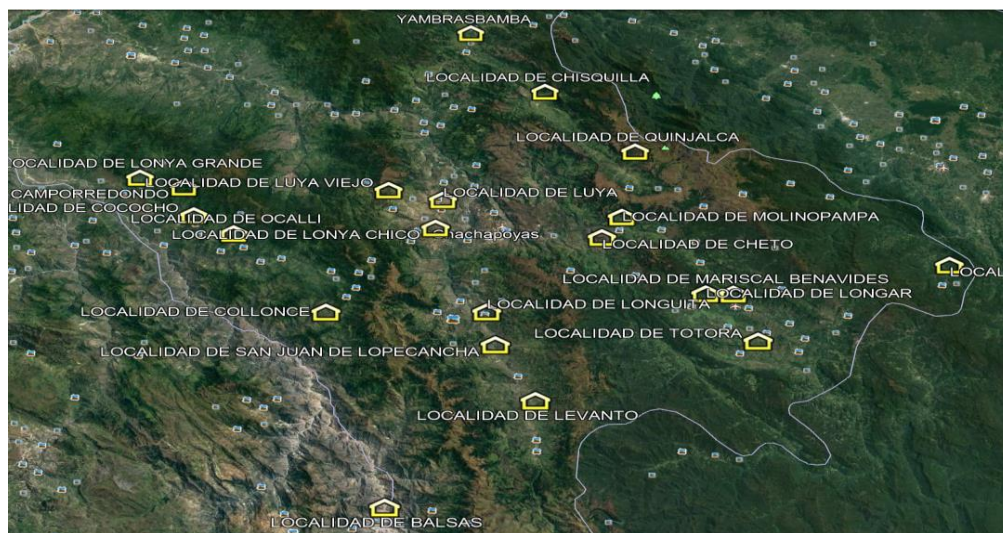 YAMBRASBAMBA
LOCALIDAD DE CHISQUILLA
LOCALIDAD DE QUINJALCA
OCALIDAD DE LONYA GRANDE
LOCALIDAD DE LUYA VIEJO
CAMPORREDONDO
LOCALIDAD DE LUYA
ALIDAD DE COCOCHO
LOCALIDAD DE OCALLI
LOCALIDAD DE MOLINOPAMPA
LOCALIDAD DE LONYA CHICO
hachapoyas
LOCALIDAD DE CHETO
LOCAL
LOCALIDAD DE MARISCAL BENAVIDES
LOCALIDAD DE LONGAR
LOCALIDAD DE LONGUITA
LOCALIDAD DE COLLONCE
LOCALIDAD DE TOTORA
LOCALIDAD DE SAN JUAN DE LOPECANCHA
LOCALIDAD DE LEVANTO
LOCALIDAD DE BALSAS